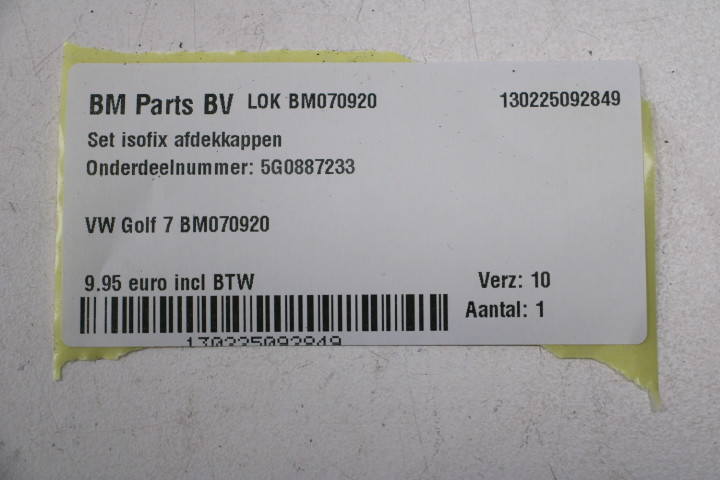 BM Parts BV LOK BM070920 130225092849
Set isofix afdekkappen
Onderdeelnummer: 5G0887233
VW Golf 7 BM070920
9.95 euro incl BTW Verz: 10
Aantal: 1
130225092849